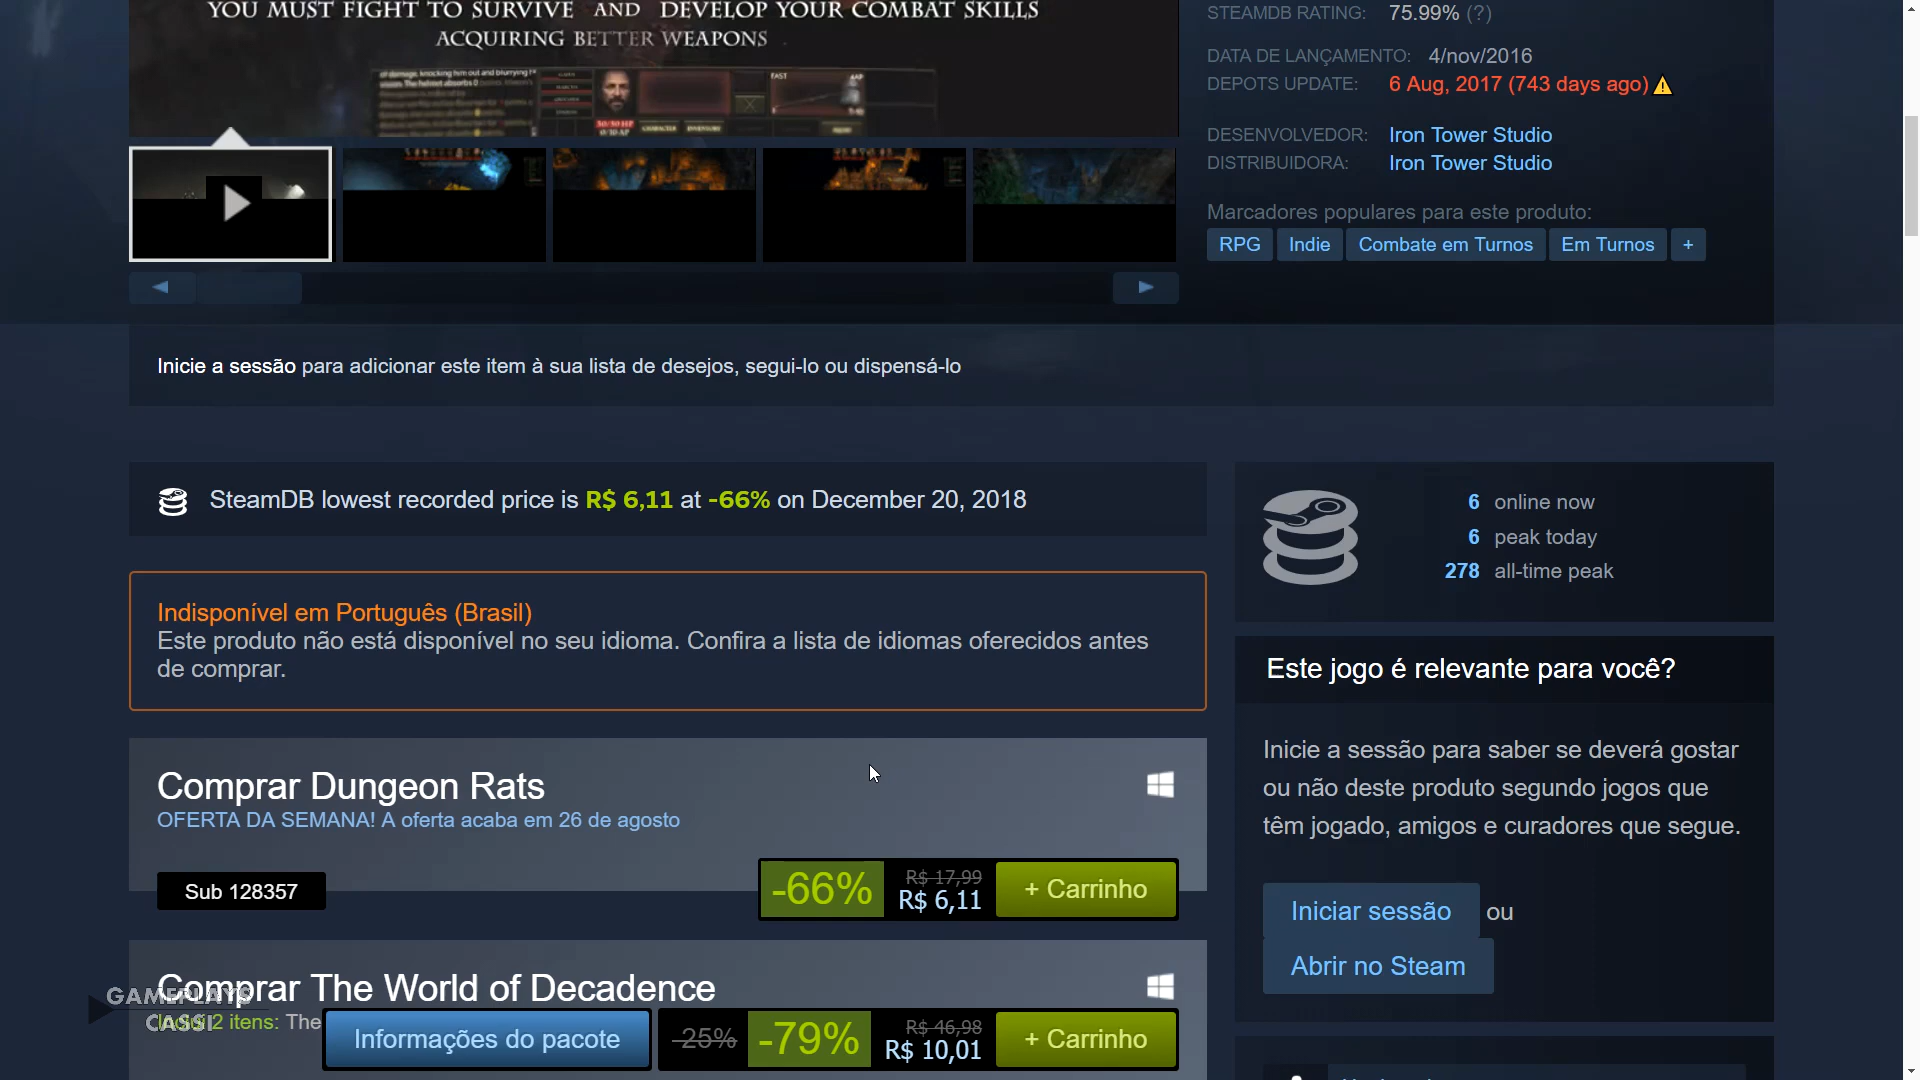 YOU MUST FIGHT TO SURVIVE AND DEVELOP YOUR COMBAT SKILLS
ACQUIRING BETTER WEAPONS
STEAMDB RATING: 75.99% (?)
DATA DE LANÇAMENTO: 4/nov/2016
DEPOTS UPDATE: 6 Aug, 2017 (743 days ago)
DESENVOLVEDOR: Iron Tower Studio
DISTRIBUIDORA: Iron Tower Studio
Marcadores populares para este produto:
RPG Indie Combate em Turnos Em Turnos +
Inicie a sessão para adicionar este item à sua lista de desejos, segui-lo ou dispensá-lo
SteamDB lowest recorded price is R$ 6,11 at -66% on December 20, 2018
6 online now
6 peak today
278 all-time peak
Indisponível em Português (Brasil)
Este produto não está disponível no seu idioma. Confira a lista de idiomas oferecidos antes
de comprar.
Este jogo é relevante para você?
Inicie a sessão para saber se deverá gostar
ou não deste produto segundo jogos que
têm jogado, amigos e curadores que segue.
Iniciar sessão ou
Abrir no Steam
Comprar Dungeon Rats
OFERTA DA SEMANA! A oferta acaba em 26 de agosto
Sub 128357
-66% R$ 17,99 R$ 6,11 + Carrinho
Comprar The World of Decadence
2 itens: The
Informações do pacote
-25% -79% R$ 46,98 R$ 10,01 + Carrinho
GAMEPLAYS
CASSI